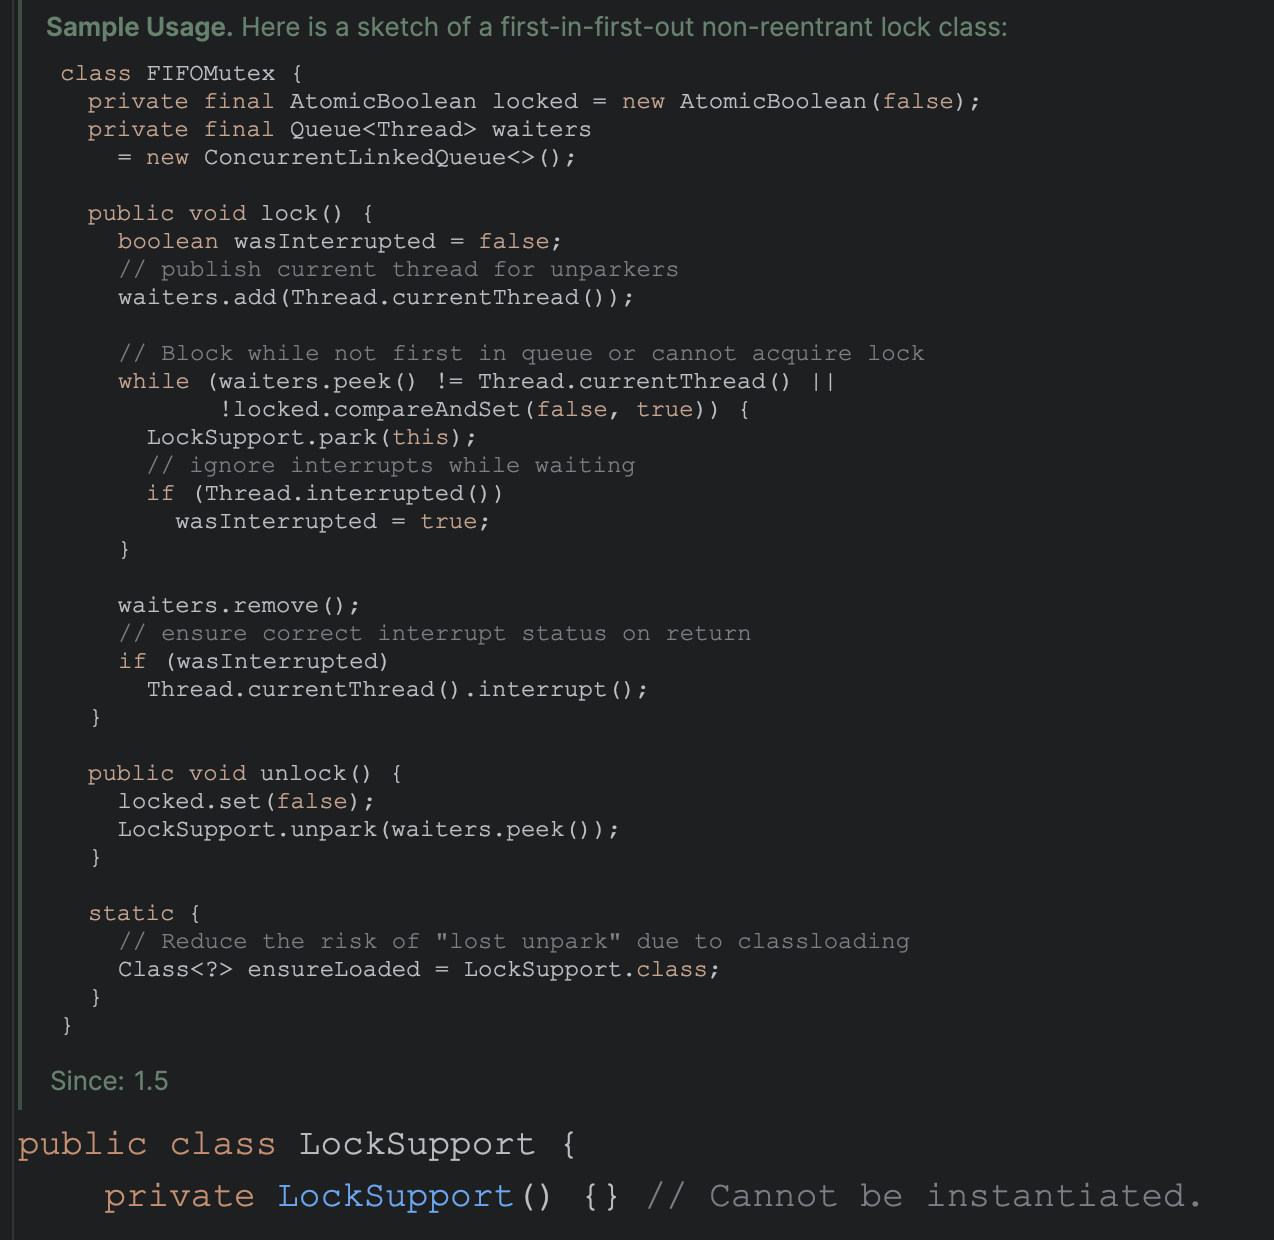 Sample Usage. Here is a sketch of a first-in-first-out non-reentrant lock class:
class FIFOMutex {
  private final AtomicBoolean locked = new AtomicBoolean(false);
  private final Queue<Thread> waiters
    = new ConcurrentLinkedQueue<>();

  public void lock() {
    boolean wasInterrupted = false;
    // publish current thread for unparkers
    waiters.add(Thread.currentThread());

    // Block while not first in queue or cannot acquire lock
    while (waiters.peek() != Thread.currentThread() ||
           !locked.compareAndSet(false, true)) {
      LockSupport.park(this);
      // ignore interrupts while waiting
      if (Thread.interrupted())
        wasInterrupted = true;
    }

    waiters.remove();
    // ensure correct interrupt status on return
    if (wasInterrupted)
      Thread.currentThread().interrupt();
  }

  public void unlock() {
    locked.set(false);
    LockSupport.unpark(waiters.peek());
  }

  static {
    // Reduce the risk of "lost unpark" due to classloading
    Class<?> ensureLoaded = LockSupport.class;
  }
}
Since: 1.5
public class LockSupport {
    private LockSupport() {} // Cannot be instantiated.